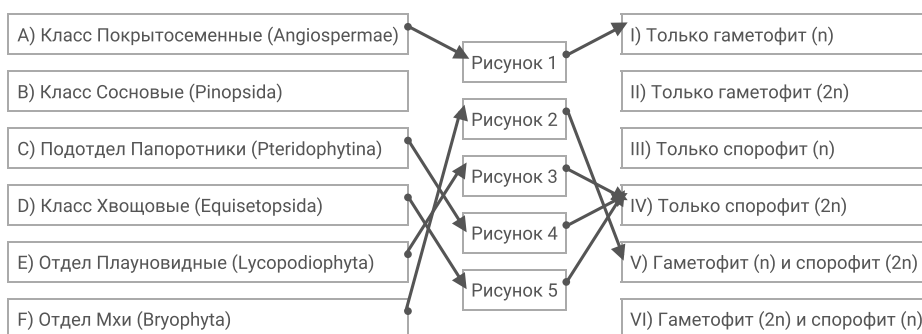 A) Класс Покрытосеменные (Angiospermae)
B) Класс Сосновые (Pinopsida)
C) Подотдел Папоротники (Pteridophytina)
D) Класс Хвощовые (Equisetopsida)
E) Отдел Плауновидные (Lycopodiophyta)
F) Отдел Мхи (Bryophyta)
Рисунок 1
Рисунок 2
Рисунок 3
Рисунок 4
Рисунок 5
I) Только гаметофит (n)
II) Только гаметофит (2n)
III) Только спорофит (n)
IV) Только спорофит (2n)
V) Гаметофит (n) и спорофит (2n)
VI) Гаметофит (2n) и спорофит (n)